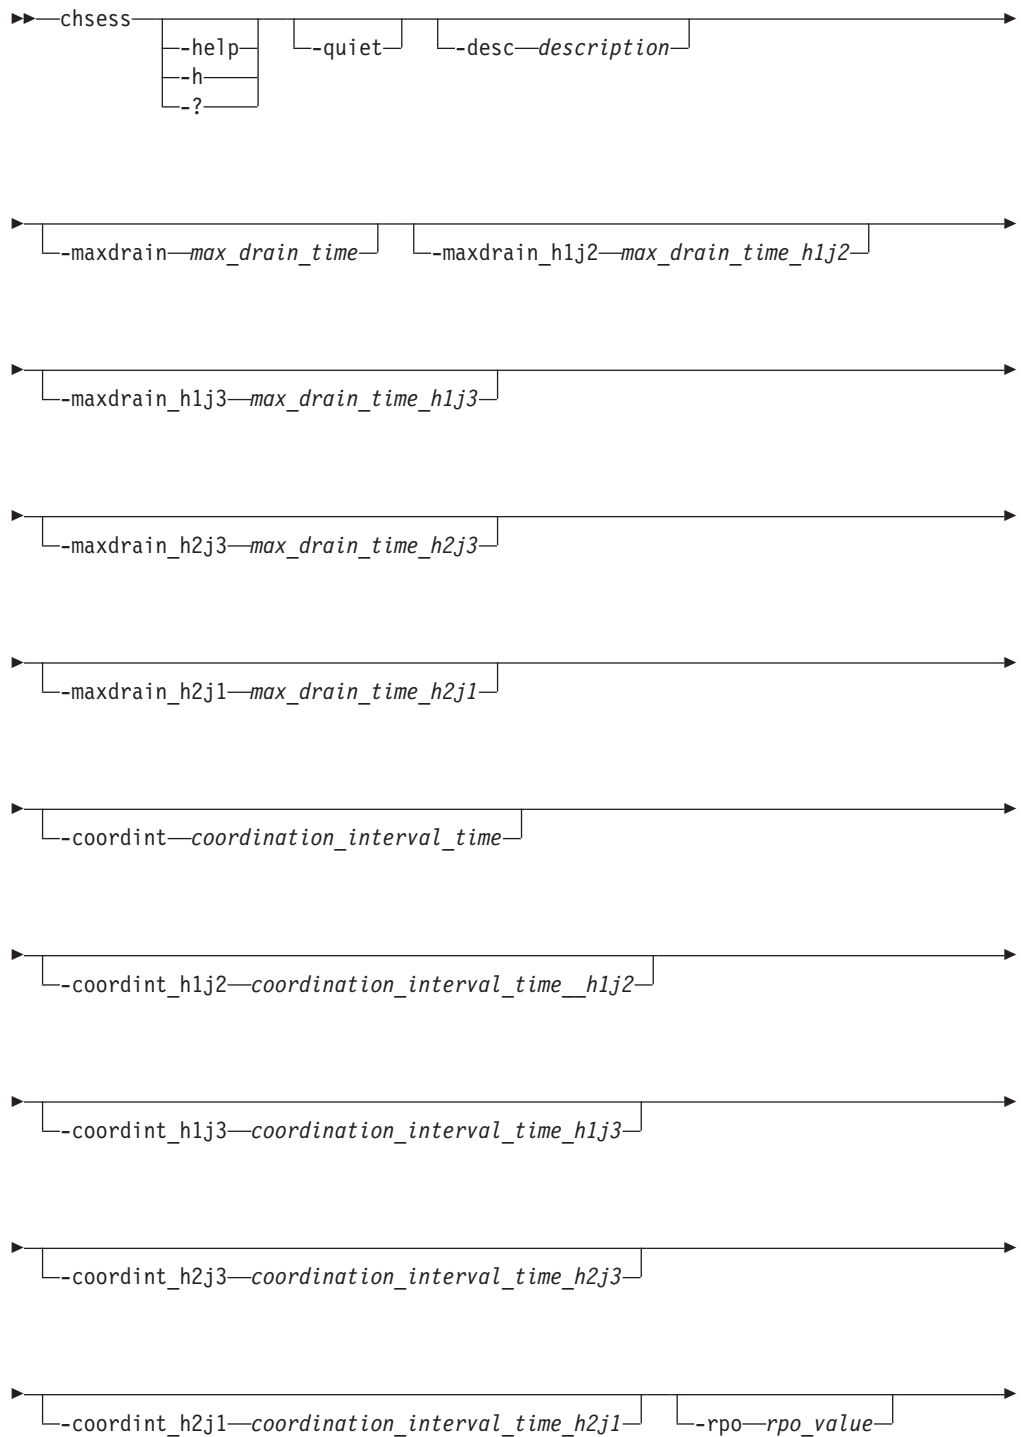 chsess
-help
-h
-?
-quiet
-desc description
-maxdrain max_drain_time
-maxdrain_h1j2 max_drain_time_h1j2
-maxdrain_h1j3 max_drain_time_h1j3
-maxdrain_h2j3 max_drain_time_h2j3
-maxdrain_h2j1 max_drain_time_h2j1
-coordint coordination_interval_time
-coordint_h1j2 coordination_interval_time__h1j2
-coordint_h1j3 coordination_interval_time_h1j3
-coordint_h2j3 coordination_interval_time_h2j3
-coordint_h2j1 coordination_interval_time_h2j1
-rpo rpo_value